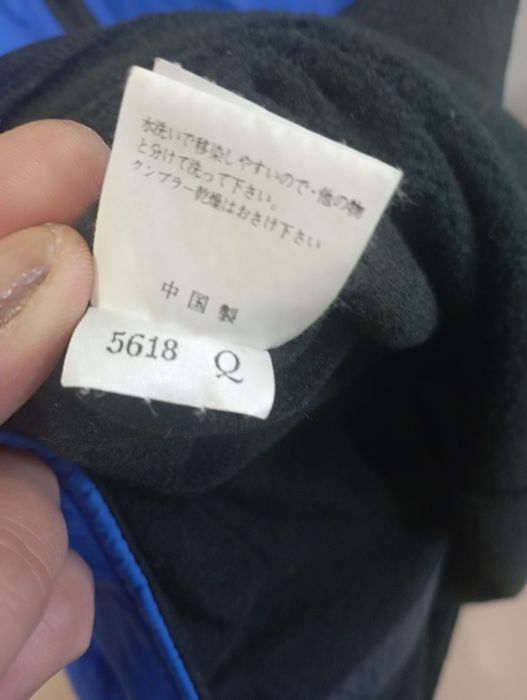 水洗いで移染しやすいので・他の物
と分けて洗って下さい。
タンブラー乾燥はおさけ下さい
中国製
5618 Q